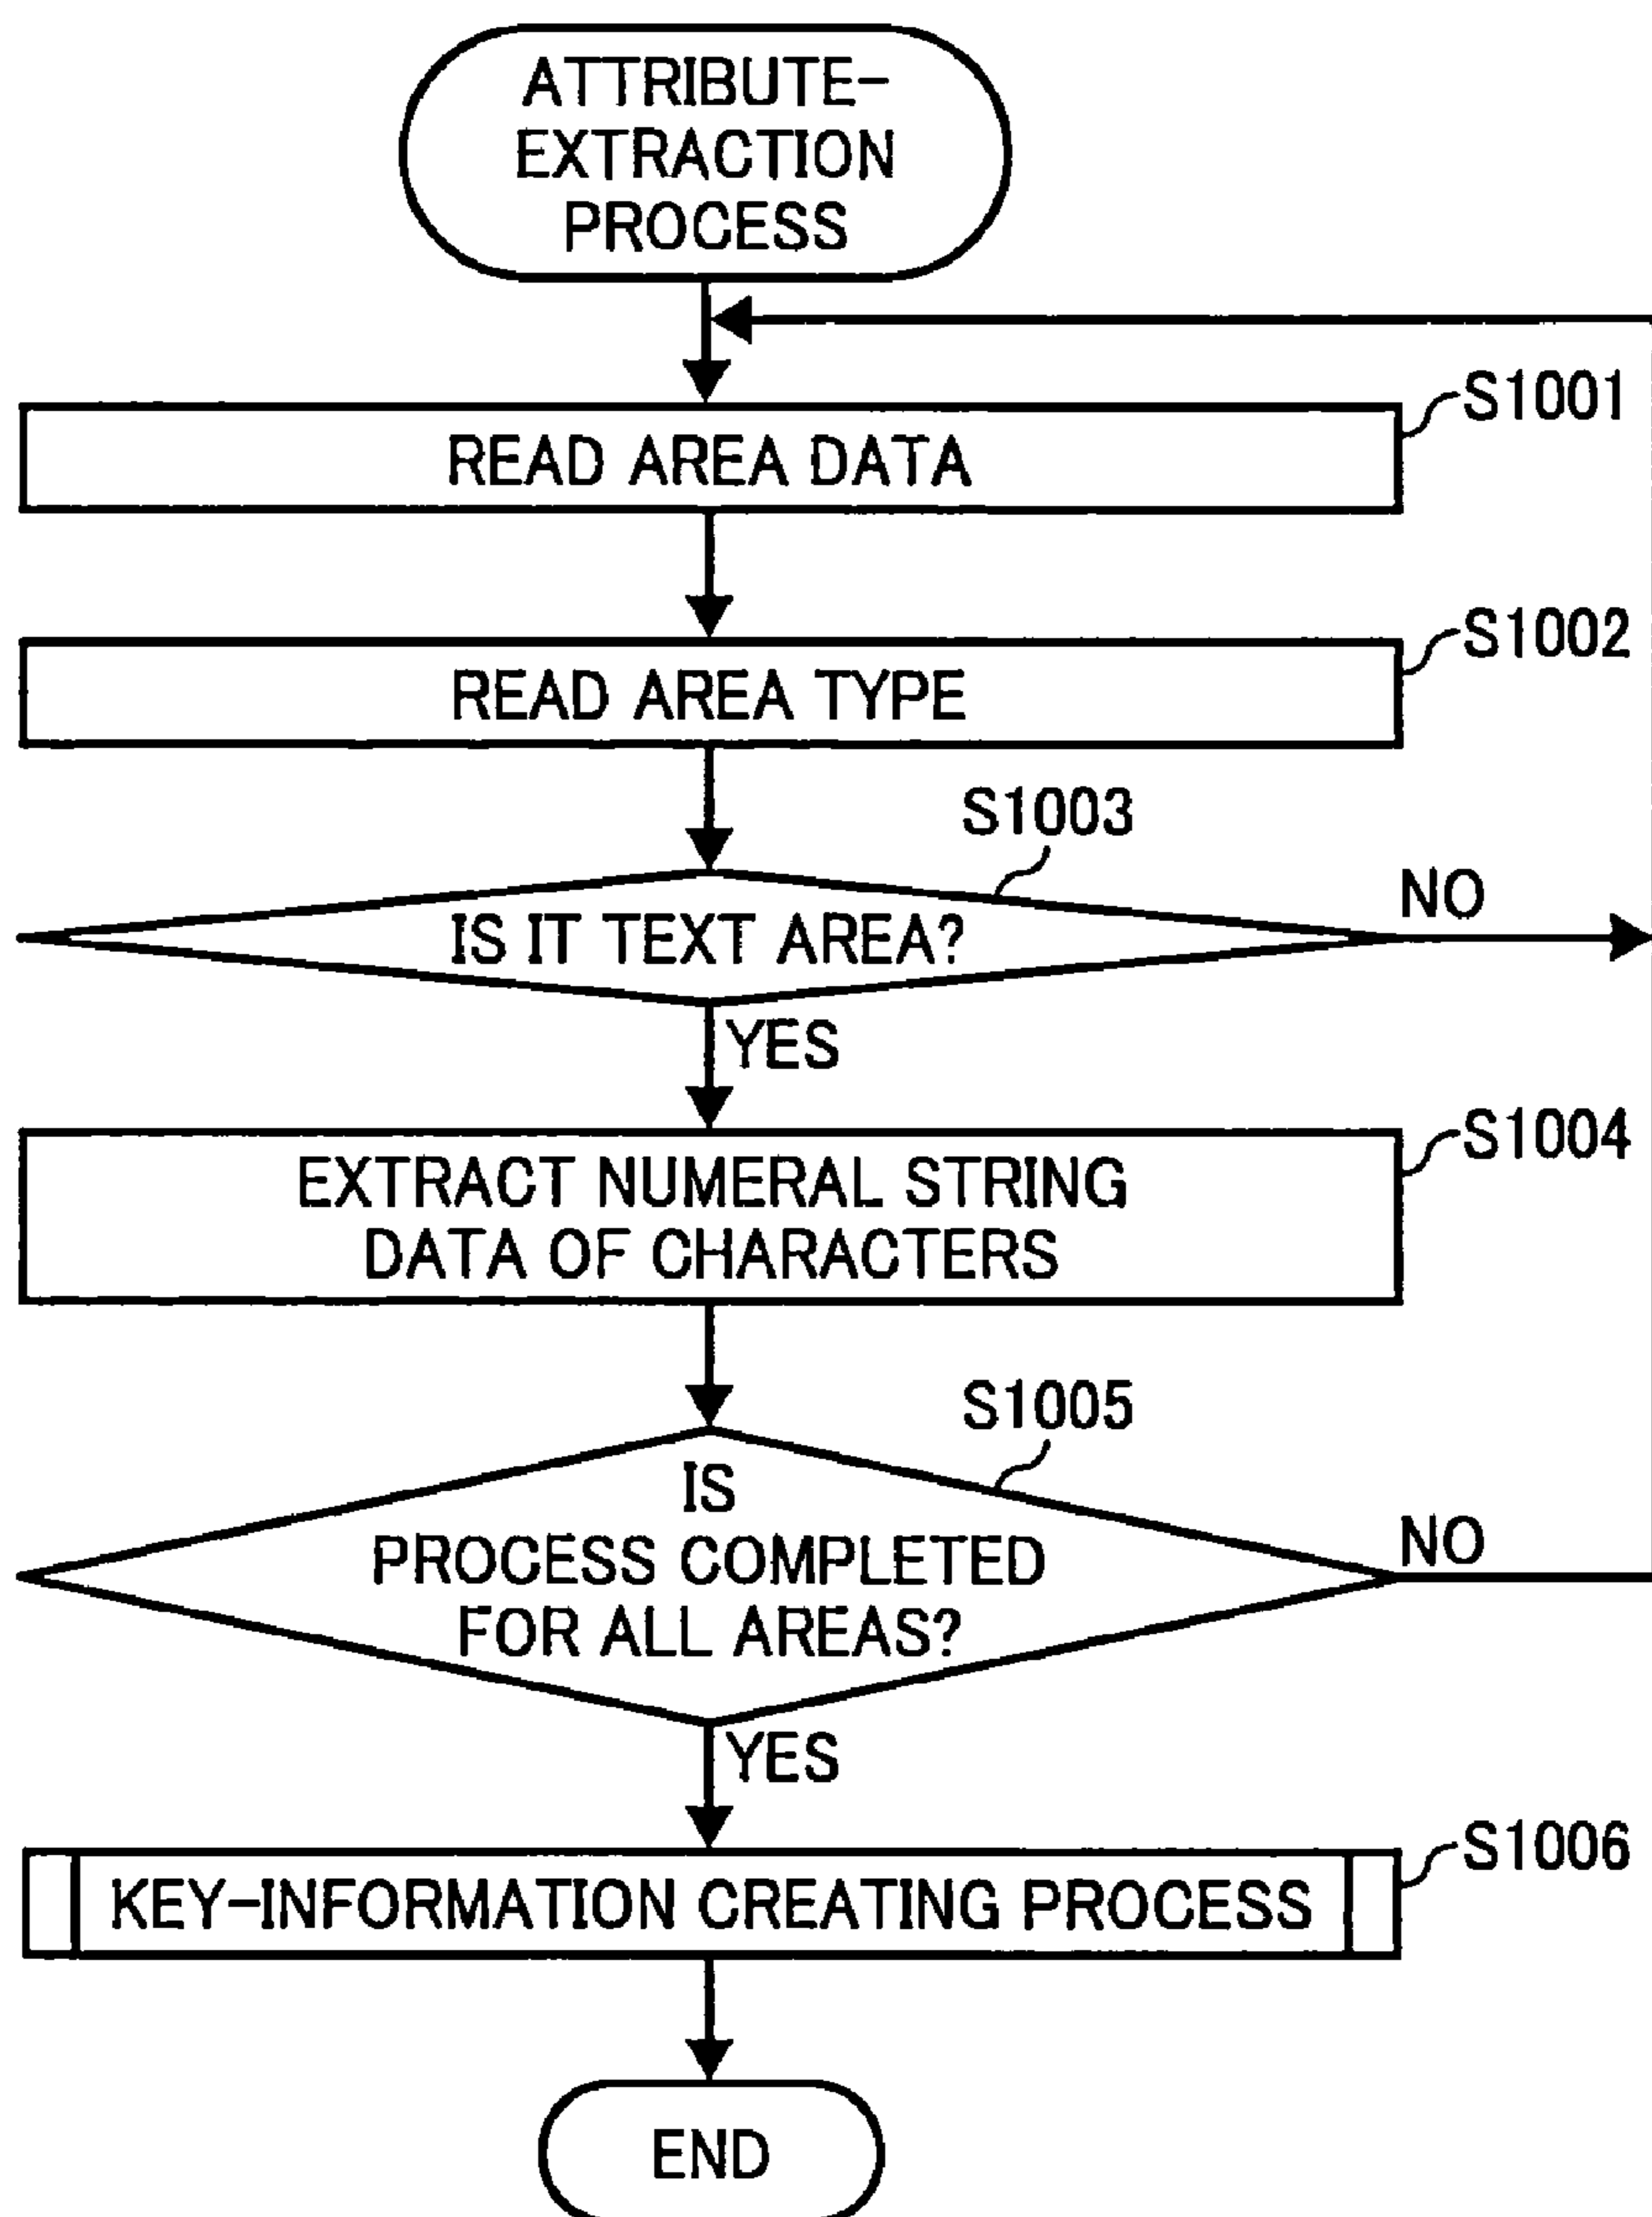 ATTRIBUTE-
EXTRACTION
PROCESS
S1001
READ AREA DATA
S1002
READ AREA TYPE
S1003
IS IT TEXT AREA?
NO
YES
S1004
EXTRACT NUMERAL STRING
DATA OF CHARACTERS
S1005
IS
PROCESS COMPLETED
FOR ALL AREAS?
NO
YES
S1006
KEY-INFORMATION CREATING PROCESS
END